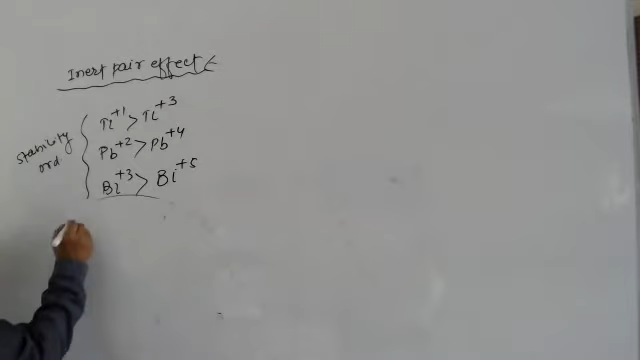 Inert pair effect
Tl⁺¹ > Tl⁺³
Pb⁺² > Pb⁺⁴
Bi⁺³ > Bi⁺⁵
Stability
ord